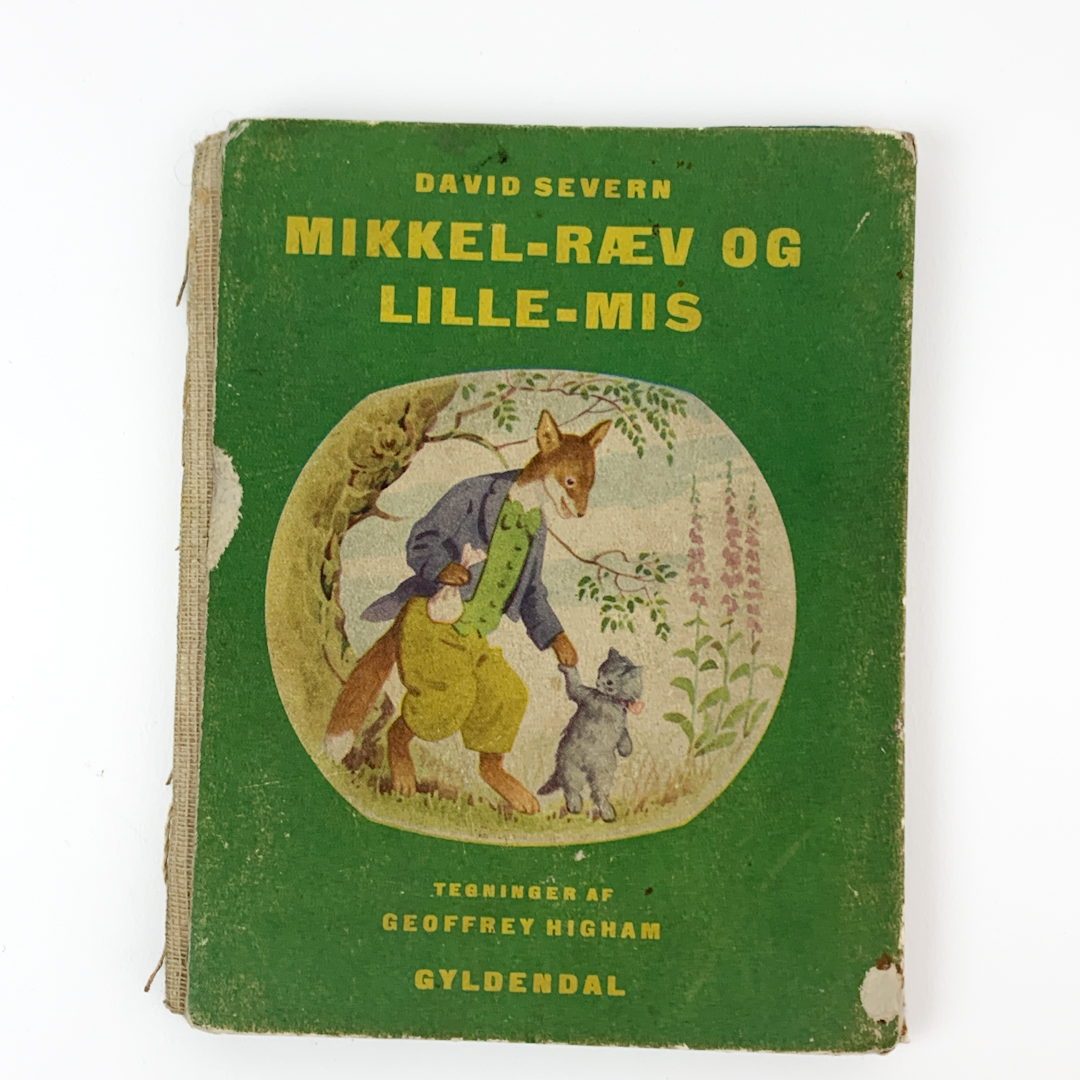 DAVID SEVERN
MIKKEL-RÆV OG
LILLE-MIS
TEGNINGER AF
GEOFFREY HIGHAM
GYLDENDAL